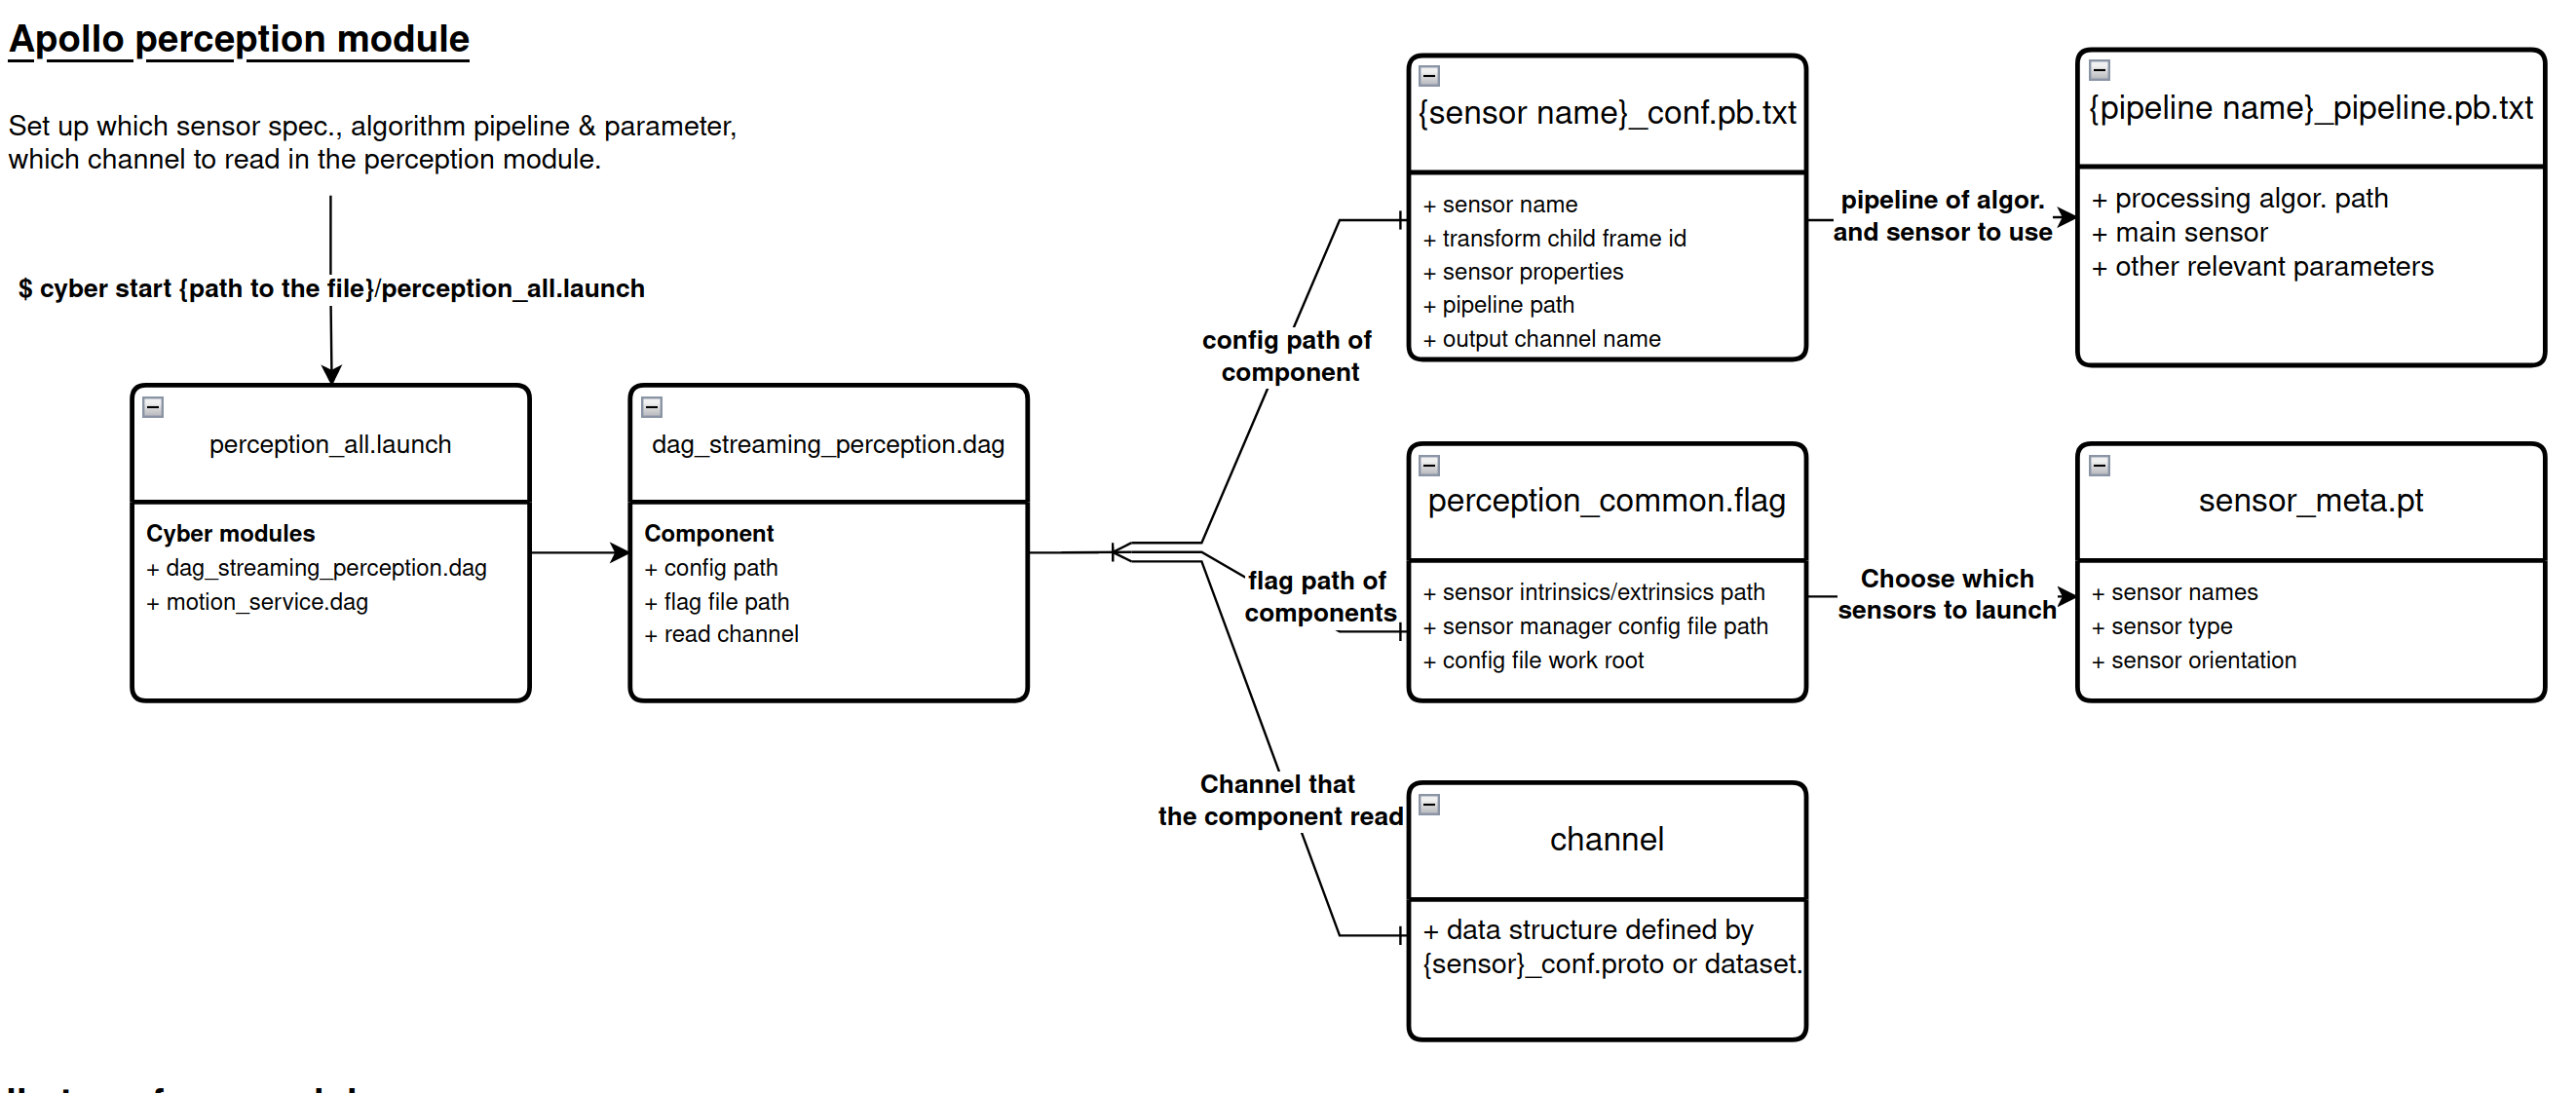 Apollo perception module
Set up which sensor spec., algorithm pipeline & parameter,
which channel to read in the perception module.
$ cyber start {path to the file}/perception_all.launch
perception_all.launch
Cyber modules
+ dag_streaming_perception.dag
+ motion_service.dag
dag_streaming_perception.dag
Component
+ config path
+ flag file path
+ read channel
config path of
component
flag path of
components
Channel that
the component read
{sensor name}_conf.pb.txt
+ sensor name
+ transform child frame id
+ sensor properties
+ pipeline path
+ output channel name
pipeline of algor.
and sensor to use
{pipeline name}_pipeline.pb.txt
+ processing algor. path
+ main sensor
+ other relevant parameters
perception_common.flag
+ sensor intrinsics/extrinsics path
+ sensor manager config file path
+ config file work root
Choose which
sensors to launch
sensor_meta.pt
+ sensor names
+ sensor type
+ sensor orientation
channel
+ data structure defined by
{sensor}_conf.proto or dataset.